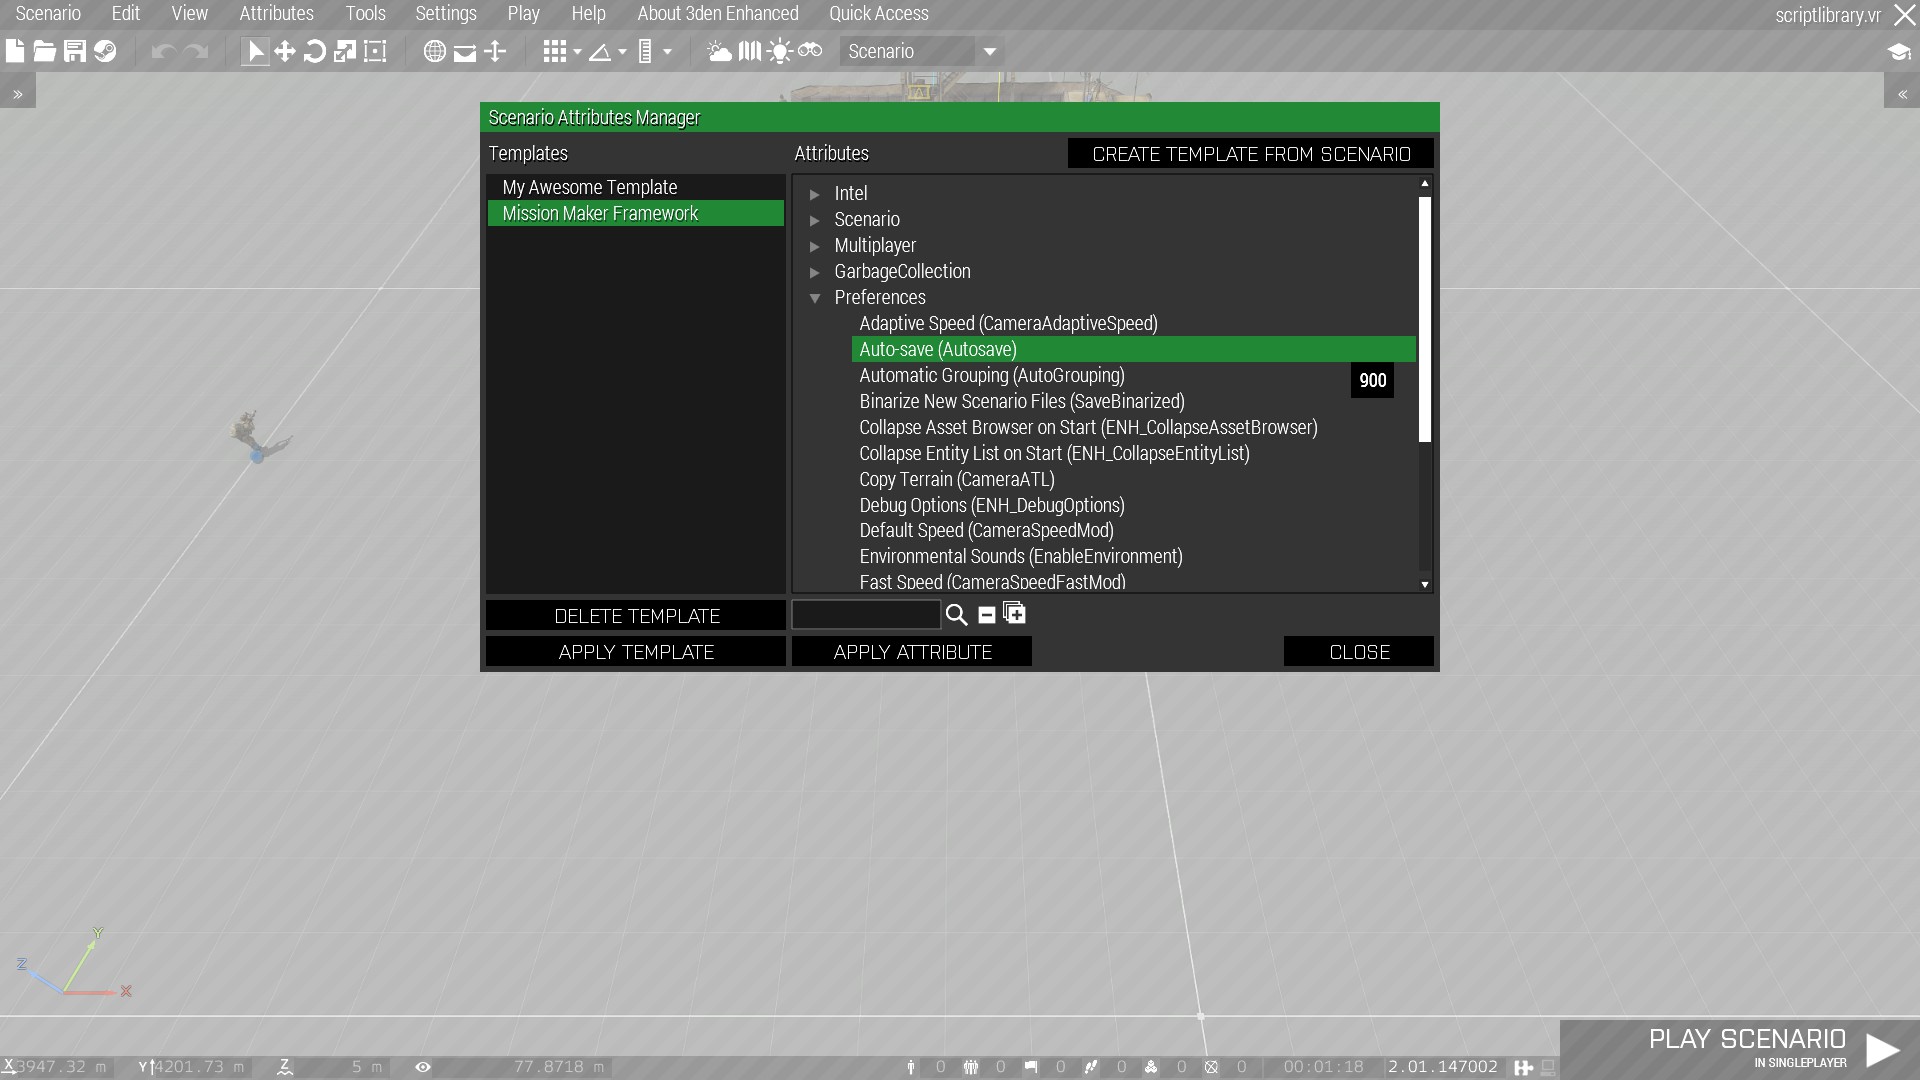 Scenario Edit View Attributes Tools Settings Play Help About 3den Enhanced Quick Access scriptlibrary.vr
Scenario
Scenario Attributes Manager
Templates
Attributes
CREATE TEMPLATE FROM SCENARIO
My Awesome Template
Mission Maker Framework
Intel
Scenario
Multiplayer
GarbageCollection
Preferences
Adaptive Speed (CameraAdaptiveSpeed)
Auto-save (Autosave)
Automatic Grouping (AutoGrouping)
900
Binarize New Scenario Files (SaveBinarized)
Collapse Asset Browser on Start (ENH_CollapseAssetBrowser)
Collapse Entity List on Start (ENH_CollapseEntityList)
Copy Terrain (CameraATL)
Debug Options (ENH_DebugOptions)
Default Speed (CameraSpeedMod)
Environmental Sounds (EnableEnvironment)
Fast Speed (CameraSpeedFastMod)
DELETE TEMPLATE
APPLY TEMPLATE
APPLY ATTRIBUTE
CLOSE
Y
Z
X
PLAY SCENARIO
IN SINGLEPLAYER
X 3947.32 m Y 4201.73 m Z 5 m 77.8718 m 0 0 0 0 0 0 00:01:18 2.01.147002